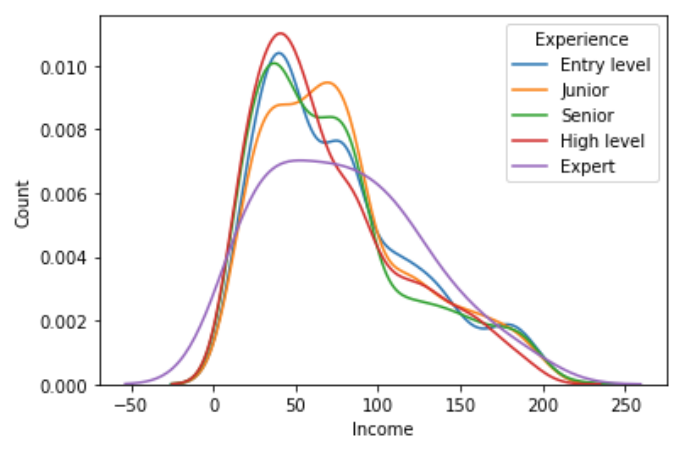 Experience
Entry level
Junior
Senior
High level
Expert
Count
0.010
0.008
0.006
0.004
0.002
0.000
−50 0 50 100 150 200 250
Income